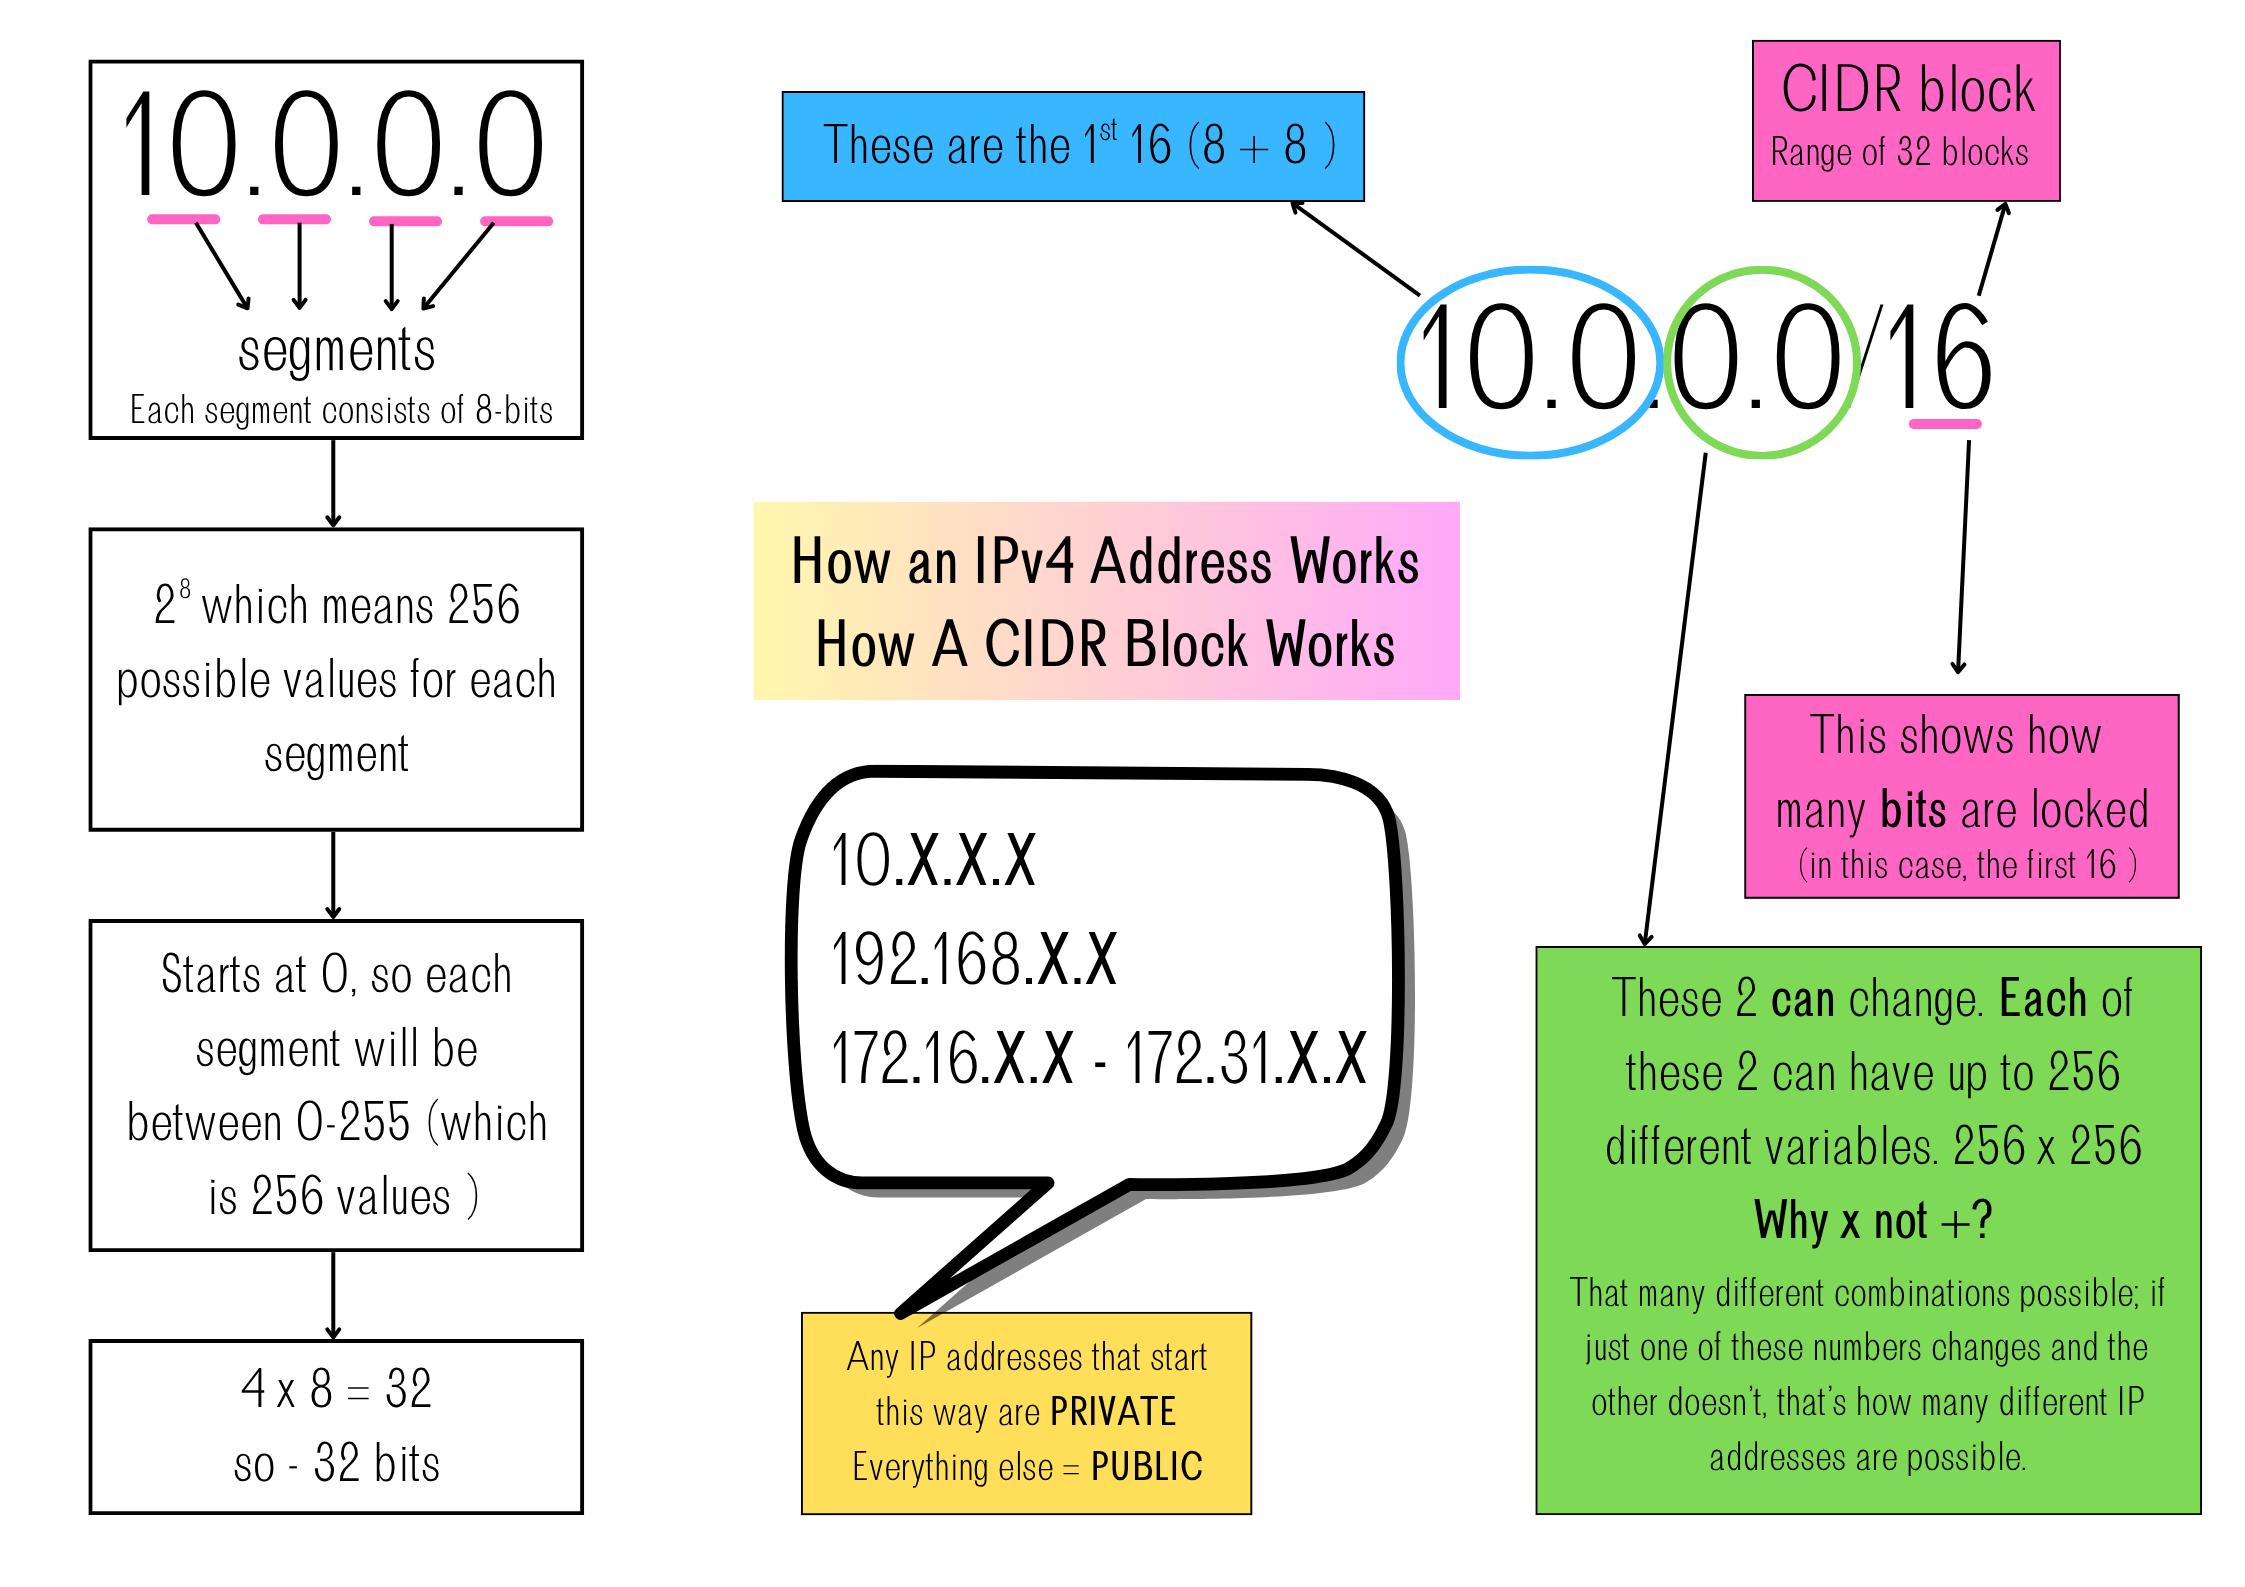 10.0.0.0
segments
Each segment consists of 8-bits
2⁸ which means 256
possible values for each
segment
Starts at 0, so each
segment will be
between 0-255 (which
is 256 values )
4 x 8 = 32
so - 32 bits
These are the 1st 16 (8 + 8 )
CIDR block
Range of 32 blocks
10.0.0.0/16
How an IPv4 Address Works
How A CIDR Block Works
10.X.X.X
192.168.X.X
172.16.X.X - 172.31.X.X
Any IP addresses that start
this way are PRIVATE
Everything else = PUBLIC
This shows how
many bits are locked
(in this case, the first 16 )
These 2 can change. Each of
these 2 can have up to 256
different variables. 256 x 256
Why x not +?
That many different combinations possible; if
just one of these numbers changes and the
other doesn't, that's how many different IP
addresses are possible.